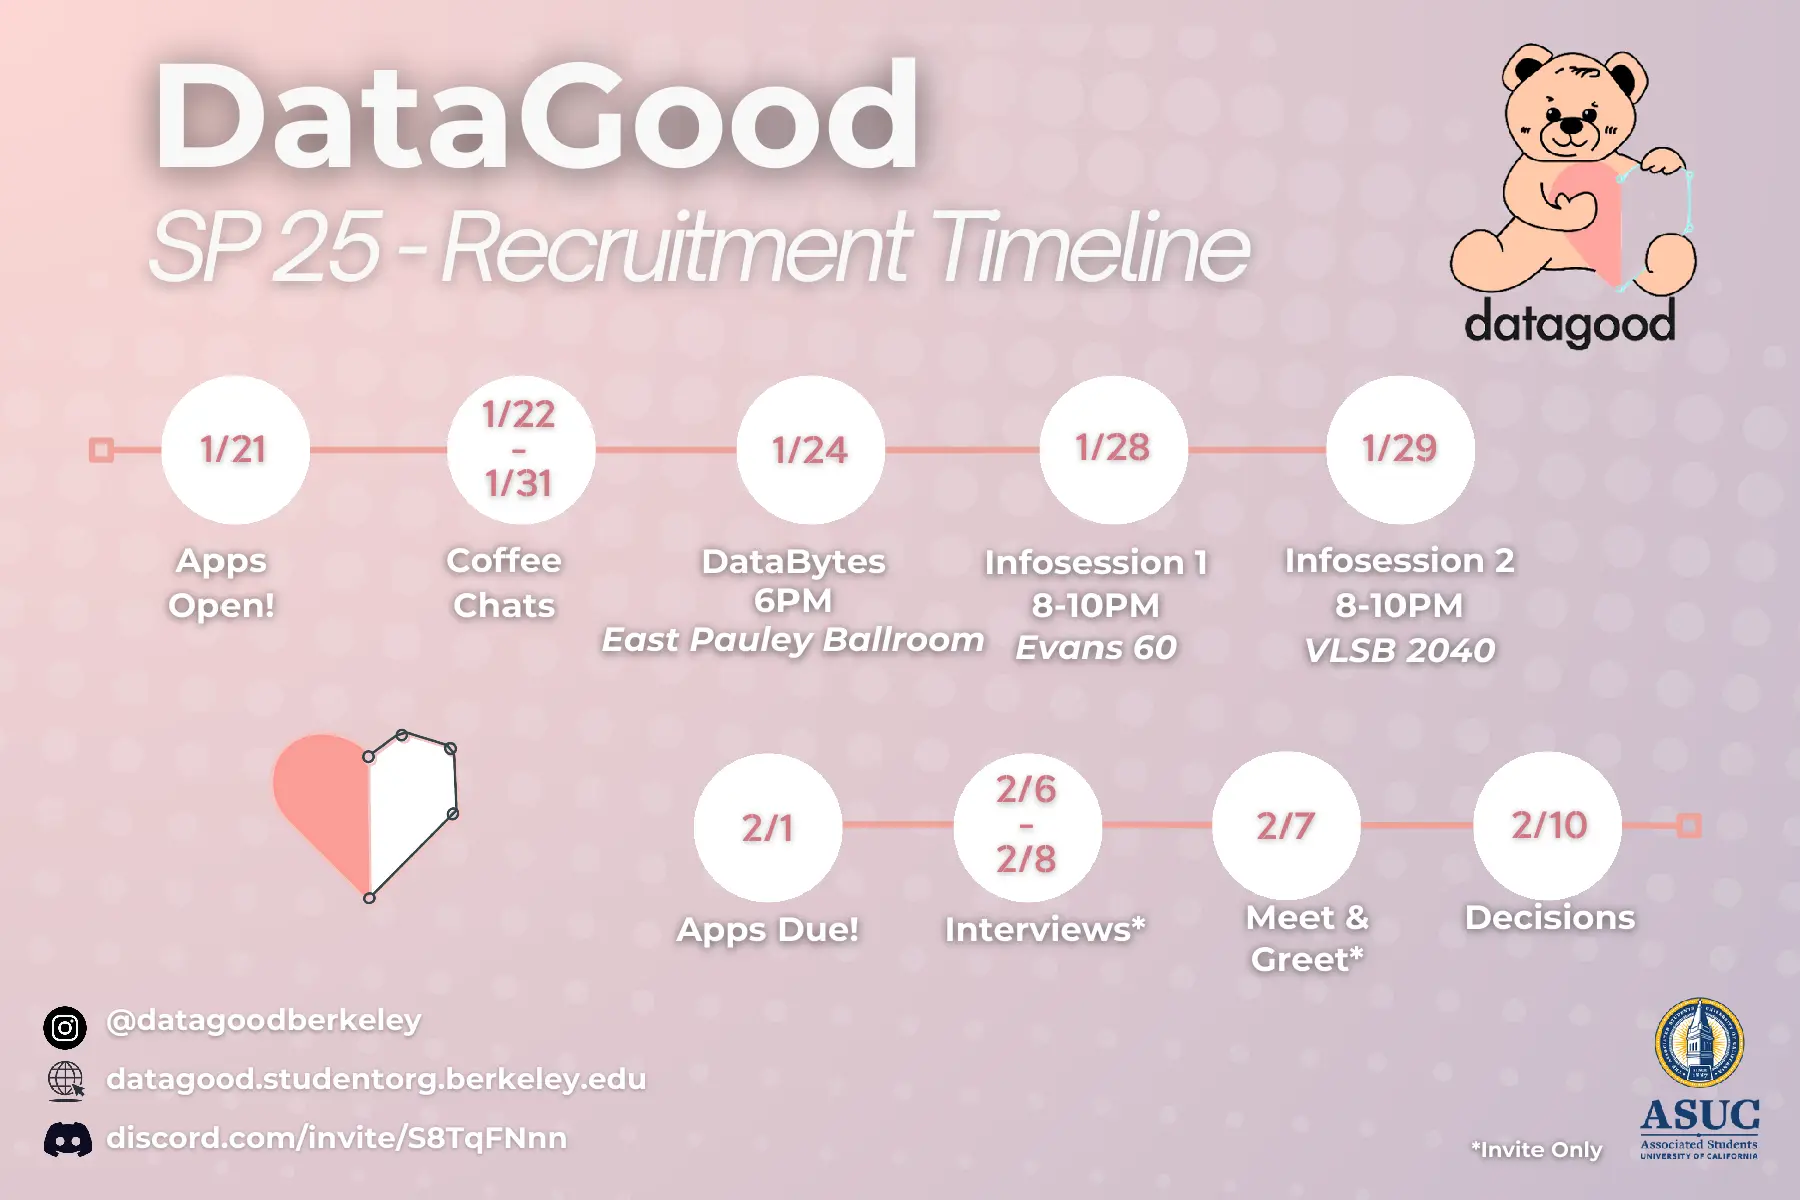 DataGood
SP 25 - Recruitment Timeline
datagood
1/21
Apps
Open!
1/22
-
1/31
Coffee
Chats
1/24
DataBytes
6PM
East Pauley Ballroom
1/28
Infosession 1
8-10PM
Evans 60
1/29
Infosession 2
8-10PM
VLSB 2040
2/1
Apps Due!
2/6
-
2/8
Interviews*
2/7
Meet &
Greet*
2/10
Decisions
@datagoodberkeley
datagood.studentorg.berkeley.edu
discord.com/invite/S8TqFNnn
*Invite Only
ASUC
Associated Students
UNIVERSITY OF CALIFORNIA